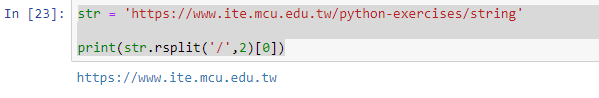 In [23]: str = 'https://www.ite.mcu.edu.tw/python-exercises/string'
print(str.rsplit('/',2)[0])
https://www.ite.mcu.edu.tw